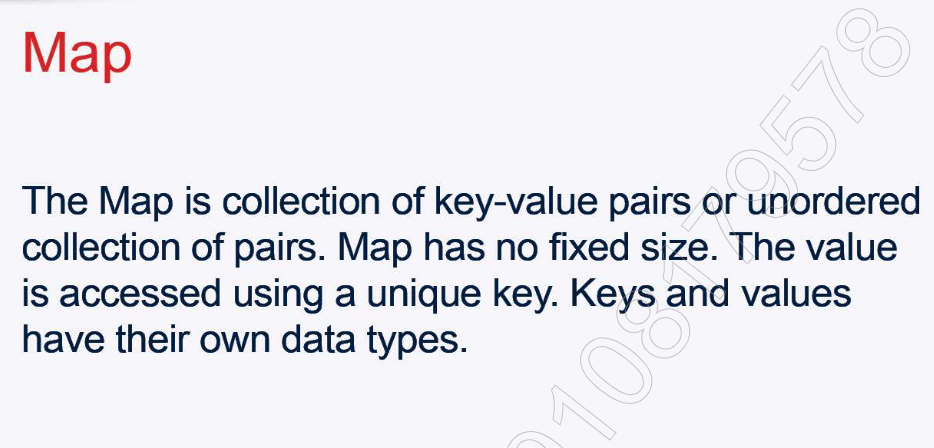 Map
The Map is collection of key-value pairs or unordered
collection of pairs. Map has no fixed size. The value
is accessed using a unique key. Keys and values
have their own data types.
9108179578